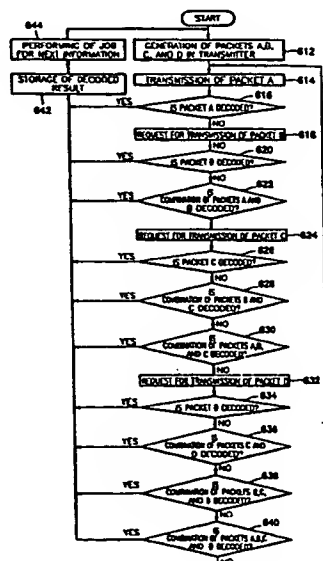 START
644
PERFORMING OF JOB
FOR NEXT INFORMATION
GENERATION OF PACKETS A,B,
C, AND D IN TRANSMITTER
612
STORAGE OF DECODED
RESULT
642
TRANSMISSION OF PACKET A
614
616
YES
IS PACKET A DECODED?
NO
REQUEST FOR TRANSMISSION OF PACKET
620
YES
IS PACKET B DECODED?
NO
622
YES
IS
COMBINATION OF PACKETS A AND
B DECODED?
NO
REQUEST FOR TRANSMISSION OF PACKET C
624
626
YES
IS PACKET C DECODED?
NO
628
YES
IS
COMBINATION OF PACKETS B AND
C DECODED?
NO
630
YES
IS
COMBINATION OF PACKETS A,B,
AND C DECODED?
NO
REQUEST FOR TRANSMISSION OF PACKET D
632
634
YES
IS PACKET D DECODED?
NO
636
YES
IS
COMBINATION OF PACKETS C AND
D DECODED?
NO
638
YES
IS
COMBINATION OF PACKETS B,C,
AND D DECODED?
NO
640
YES
IS
COMBINATION OF PACKETS A,B,C,
AND D DECODED?
NO